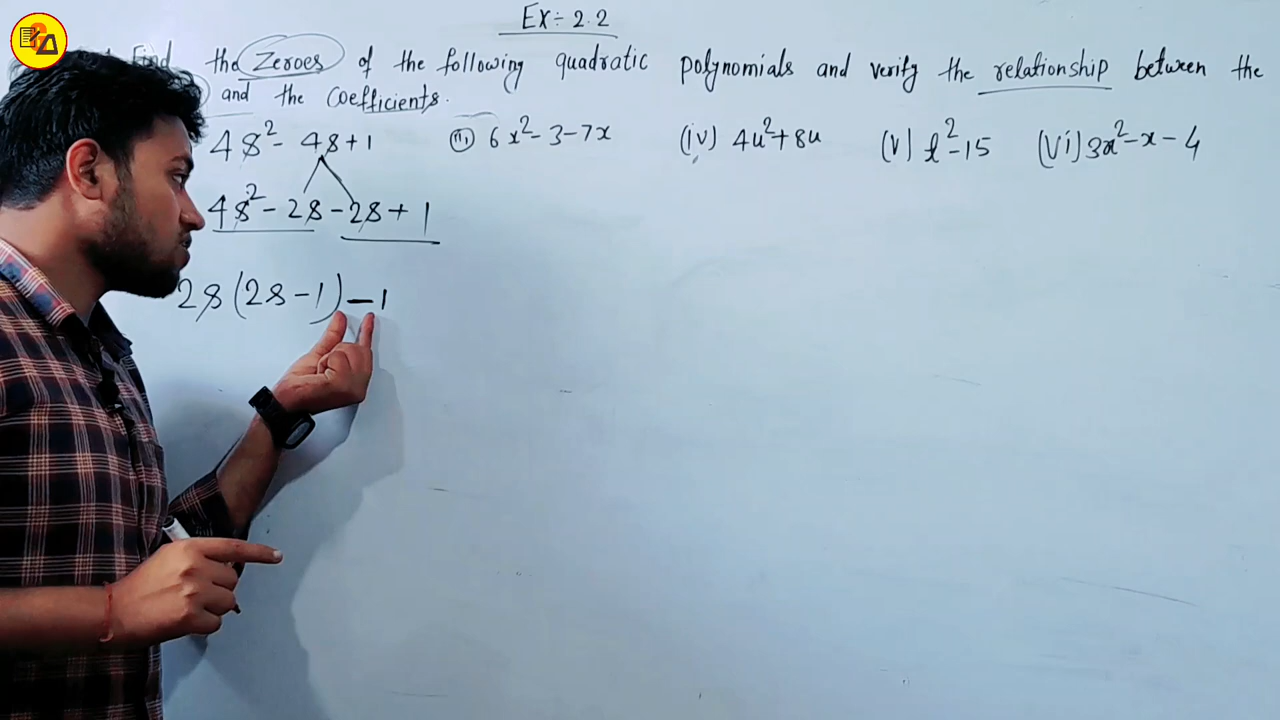 Ex÷ 2.2
Find the Zeroes of the following quadratic polynomials and verify the relationship between the
and the coefficients.
4s²- 4s+1 (iii) 6x²-3-7x (iv) 4u²+8u (v) t²-15 (vi) 3x²-x-4
4s²-2s-2s+1
2s(2s-1)-1